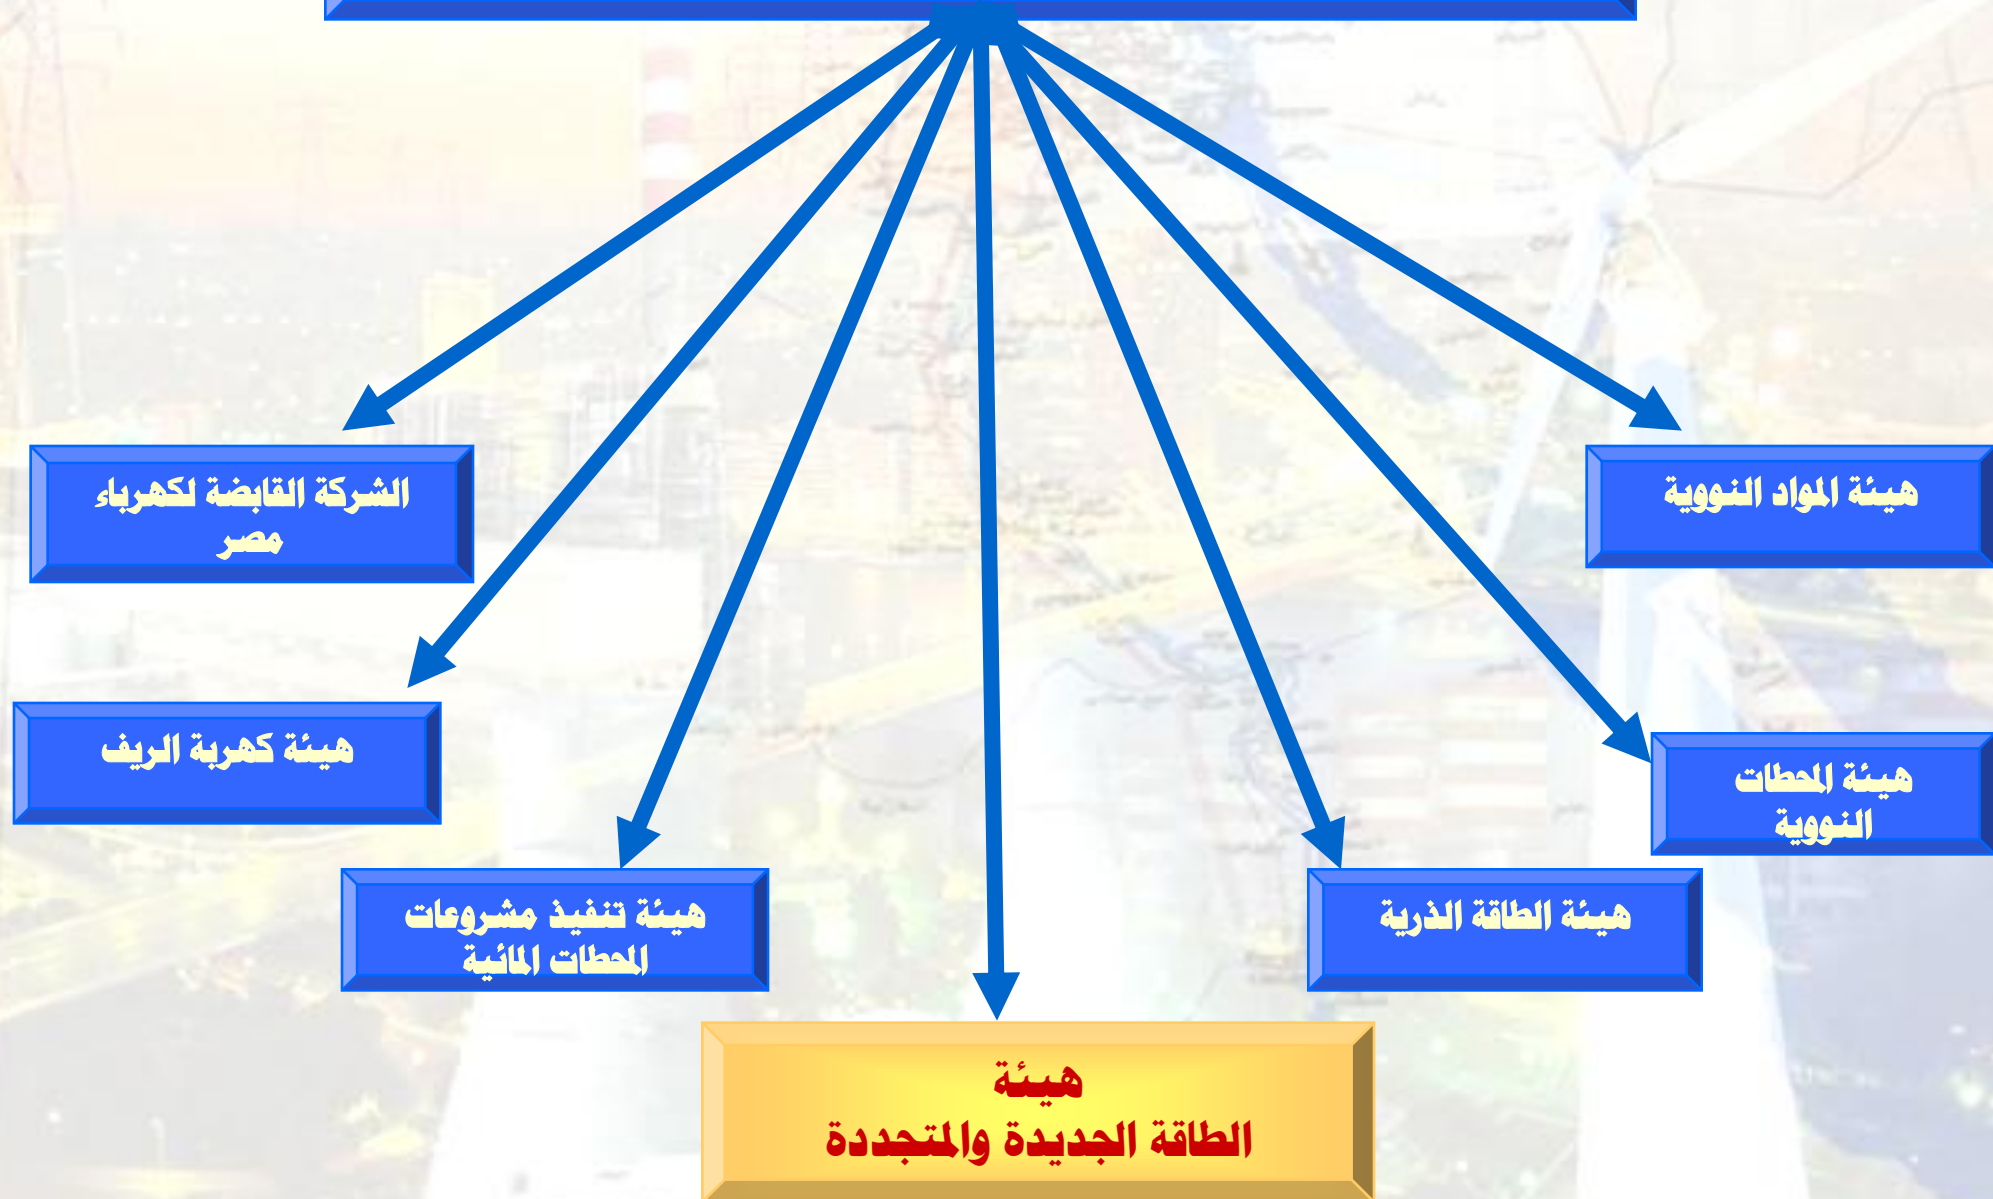 هيئة المواد النووية
الشركة القابضة لكهرباء
مصر
هيئة كهربة الريف
هيئة المحطات
النووية
هيئة تنفيذ مشروعات
المحطات المائية
هيئة الطاقة الذرية
هيئة
الطاقة الجديدة والمتجددة